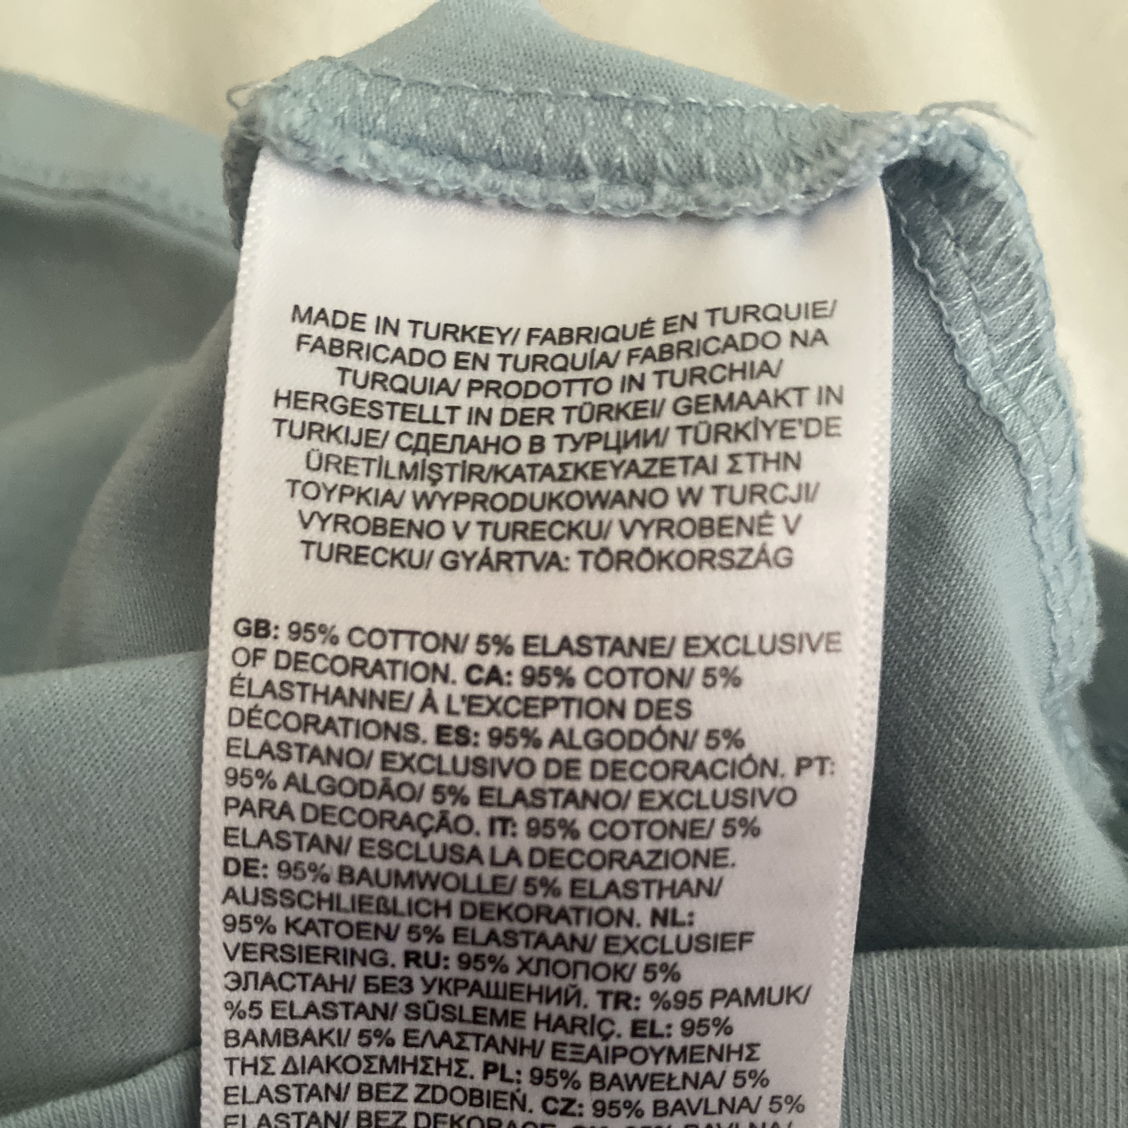 MADE IN TURKEY/ FABRIQUÉ EN TURQUIE/
FABRICADO EN TURQUÍA/ FABRICADO NA
TURQUIA/ PRODOTTO IN TURCHIA/
HERGESTELLT IN DER TÜRKEI/ GEMAAKT IN
TURKIJE/ СДЕЛАНО В ТУРЦИИ/ TÜRKİYE'DE
ÜRETİLMİŞTİR/ΚΑΤΑΣΚΕΥΑΖΕΤΑΙ ΣΤΗΝ
ΤΟΥΡΚΙΑ/ WYPRODUKOWANO W TURCJI/
VYROBENO V TURECKU/ VYROBENÉ V
TURECKU/ GYÁRTVA: TÖRÖKORSZÁG
GB: 95% COTTON/ 5% ELASTANE/ EXCLUSIVE
OF DECORATION. CA: 95% COTON/ 5%
ÉLASTHANNE/ À L'EXCEPTION DES
DÉCORATIONS. ES: 95% ALGODÓN/ 5%
ELASTANO/ EXCLUSIVO DE DECORACIÓN. PT:
95% ALGODÃO/ 5% ELASTANO/ EXCLUSIVO
PARA DECORAÇÃO. IT: 95% COTONE/ 5%
ELASTAN/ ESCLUSA LA DECORAZIONE.
DE: 95% BAUMWOLLE/ 5% ELASTHAN/
AUSSCHLIEßLICH DEKORATION. NL:
95% KATOEN/ 5% ELASTAAN/ EXCLUSIEF
VERSIERING. RU: 95% ХЛОПОК/ 5%
ЭЛАСТАН/ БЕЗ УКРАШЕНИЙ. TR: %95 PAMUK/
%5 ELASTAN/ SÜSLEME HARİÇ. EL: 95%
ΒΑΜΒΑΚΙ/ 5% ΕΛΑΣΤΑΝΗ/ ΕΞΑΙΡΟΥΜΕΝΗΣ
ΤΗΣ ΔΙΑΚΟΣΜΗΣΗΣ. PL: 95% BAWEŁNA/ 5%
ELASTAN/ BEZ ZDOBIEŃ. CZ: 95% BAVLNA/ 5%
ELASTAN/ BEZ DEKORACE.